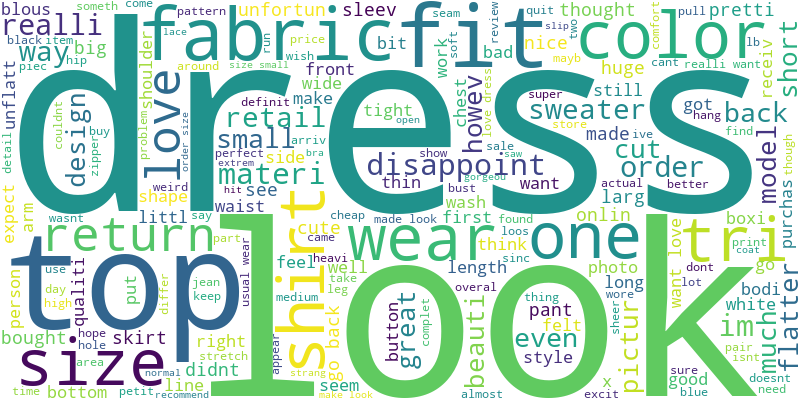 blous
someth
come
pattern
sleev
seam
quit
slip
two
pull
realli
unfortun
thought
pretti
fabric
fit
color
black
item
lace
run
price
bit
soft
review
nice
comfort
lb
short
way
big
shoulder
wish
work
bad
mayb
cant
realli want
piec
hip
around
size small
front
huge
receiv
unflatt
dress
love
definit
wide
howev
super
still
got
back
find
couldnt
design
zipper
buy
problem
order size
retail
make
tight
open
chest
love dress
sweater
store
made
ive
hang
though
detail
small
arriv
perfect
extrem
bra
side
disappoint
show
sale
saw
gorgeou
cut
order
model
expect
arm
weird
shape
materi
hit
see
thin
bust
want
actual
better
purchas
wasnt
littl
say
waist
cheap
made look
wash
first
found
onlin
larg
boxi
return
shirt
cute
wear
loos
one
tri
print
coat
top
part
usual wear
came
feel
heavi
well
think
sinc
photo
want love
lot
go
person
use
day
high
qualiti
put
differ
jean
keep
take
leg
length
long
dont
bodi
white
flatter
hope
hole
skirt
medium
go back
button
great
overal
complet
beauti
thing
pant
felt
wore
sheer
pictur
im
much
bought
area
right
stretch
appear
look
even
style
pair
isnt
size
normal
line
didnt
seem
strang
x
good
sure
doesnt
time
bottom
petit
recommend
make look
almost
excit
blue
need